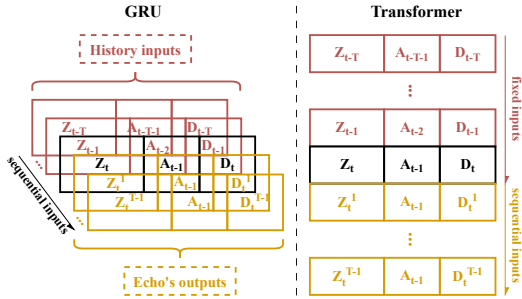 GRU
History inputs
Z_{t-T} A_{t-T-1} D_{t-T}
Z_{t-1} A_{t-2} D_{t-1}
Z_t A_{t-1} D_t
Z_t^1 A_{t-1} D_t^1
Z_t^{T-1} A_{t-1} D_t^{T-1}
...
...
sequential inputs
Echo's outputs
Transformer
Z_{t-T} A_{t-T-1} D_{t-T}
...
Z_{t-1} A_{t-2} D_{t-1}
Z_t A_{t-1} D_t
Z_t^1 A_{t-1} D_t^1
...
Z_t^{T-1} A_{t-1} D_t^{T-1}
fixed inputs
sequential inputs